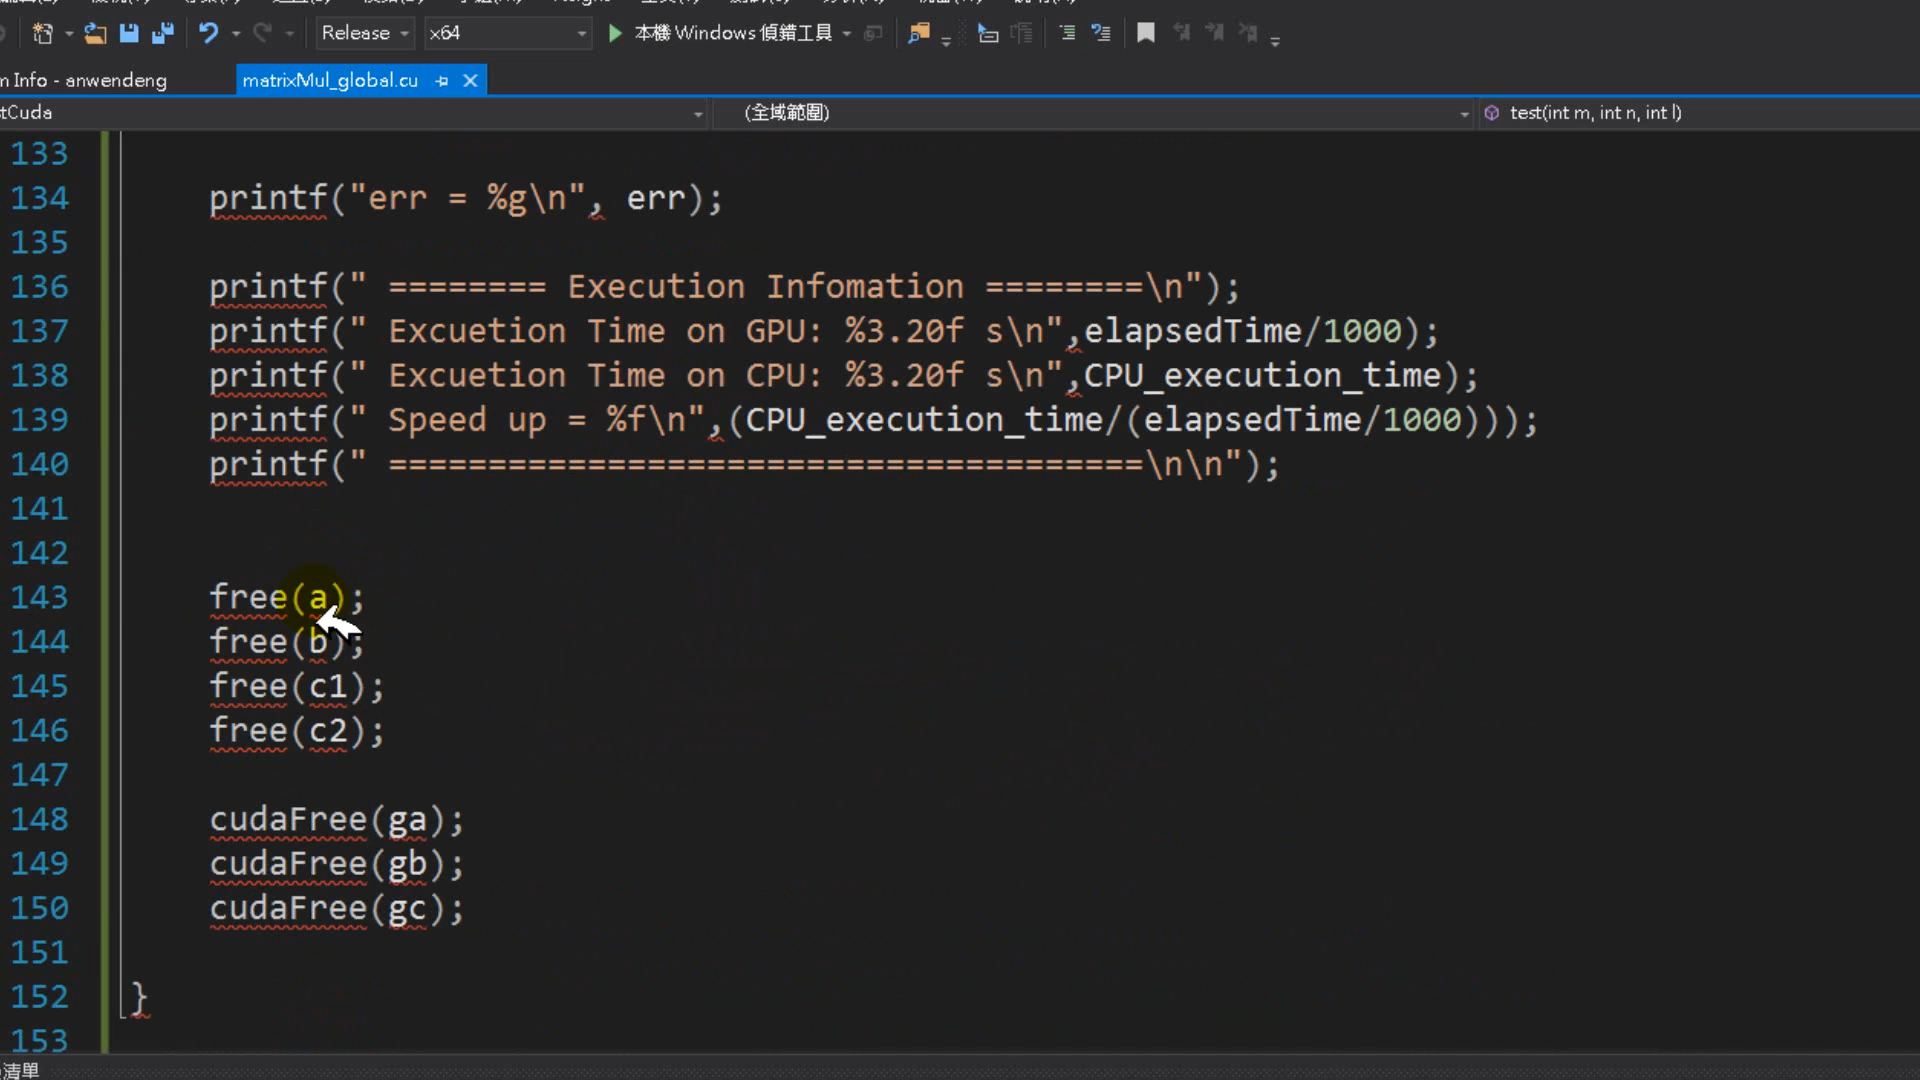 Release x64 本機 Windows 偵錯工具
m Info - anwendeng matrixMul_global.cu
tCuda (全域範圍) test(int m, int n, int l)
133
134 printf("err = %g\n", err);
135
136 printf(" ======== Execution Infomation ========\n");
137 printf(" Excuetion Time on GPU: %3.20f s\n",elapsedTime/1000);
138 printf(" Excuetion Time on CPU: %3.20f s\n",CPU_execution_time);
139 printf(" Speed up = %f\n",(CPU_execution_time/(elapsedTime/1000)));
140 printf(" ======================================\n\n");
141
142
143 free(a);
144 free(b);
145 free(c1);
146 free(c2);
147
148 cudaFree(ga);
149 cudaFree(gb);
150 cudaFree(gc);
151
152 }
153
清單